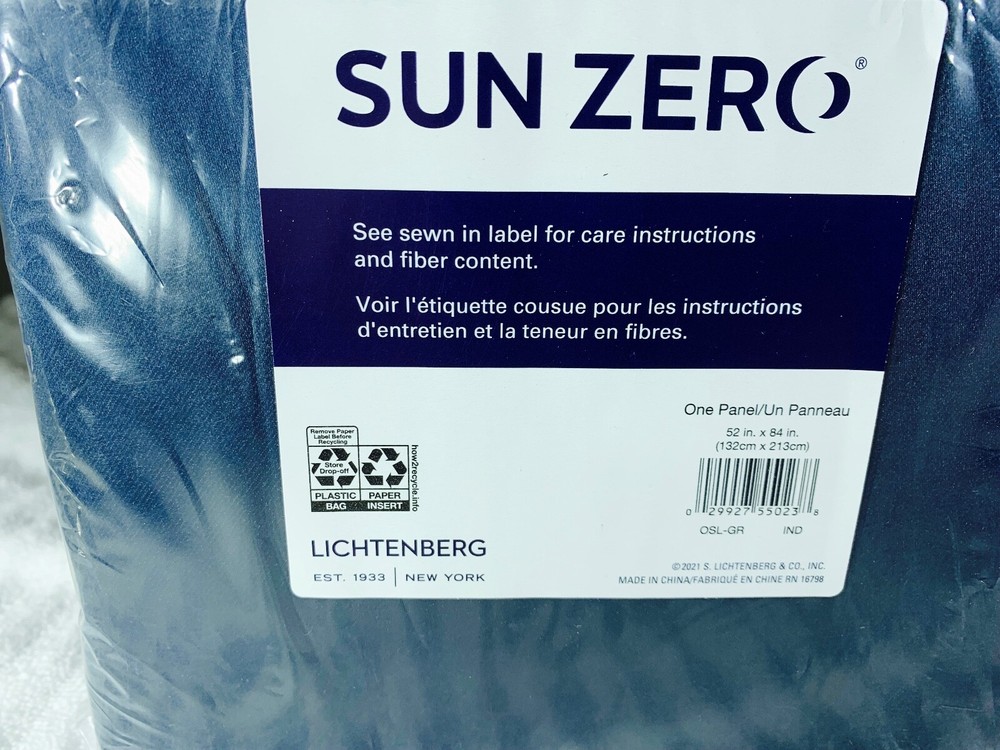 SUN ZERO®
See sewn in label for care instructions
and fiber content.
Voir l'étiquette cousue pour les instructions
d'entretien et la teneur en fibres.
One Panel/Un Panneau
52 in. x 84 in.
(132cm x 213cm)
0 29927 55023 8
OSL-GR IND
Remove Paper
Label Before
Recycling
Store
Drop-off
PLASTIC PAPER
BAG INSERT
how2recycle.info
LICHTENBERG
EST. 1933 | NEW YORK
©2021 S. LICHTENBERG & CO., INC.
MADE IN CHINA/FABRIQUÉ EN CHINE RN 16798